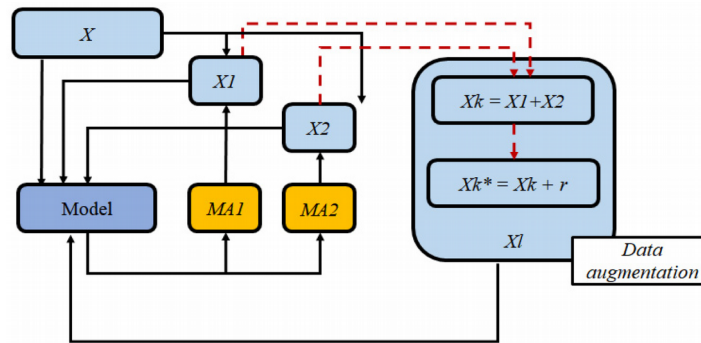 X
X1
Xk = X1+X2
X2
Xk* = Xk + r
Model
MA1
MA2
Xl
Data
augmentation